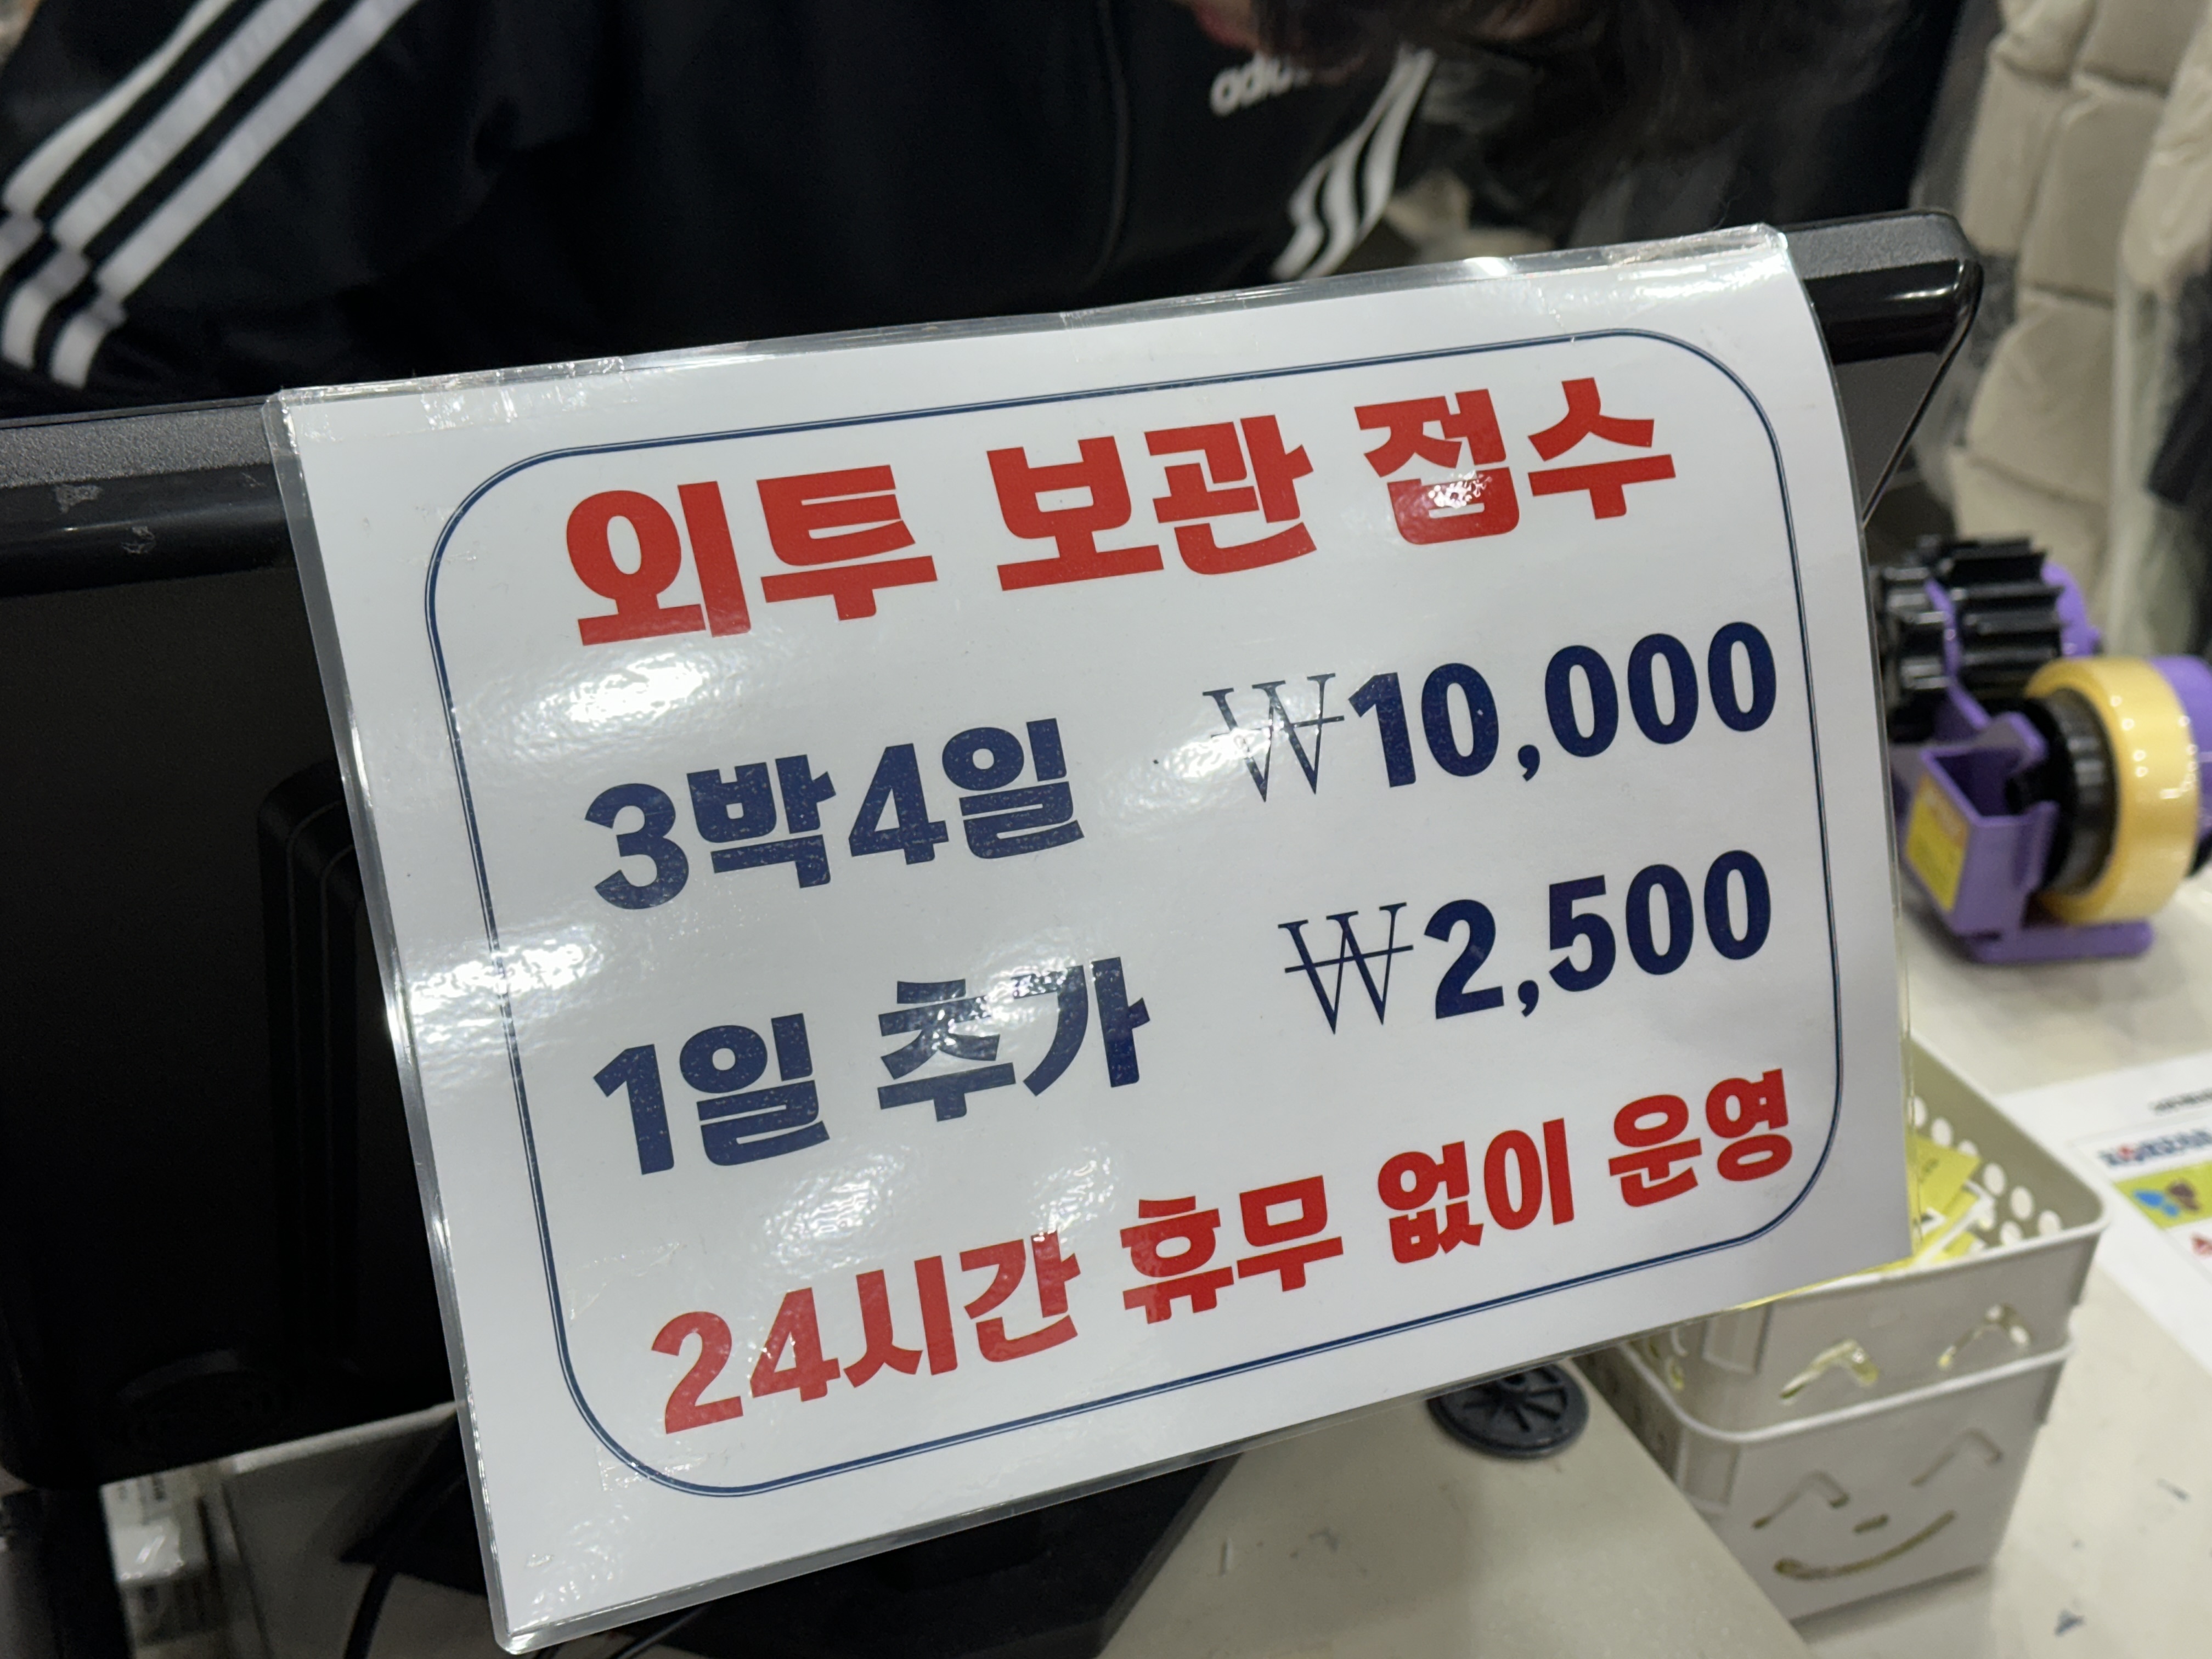 외투 보관 접수
3박4일 ₩10,000
1일 추가 ₩2,500
24시간 휴무 없이 운영